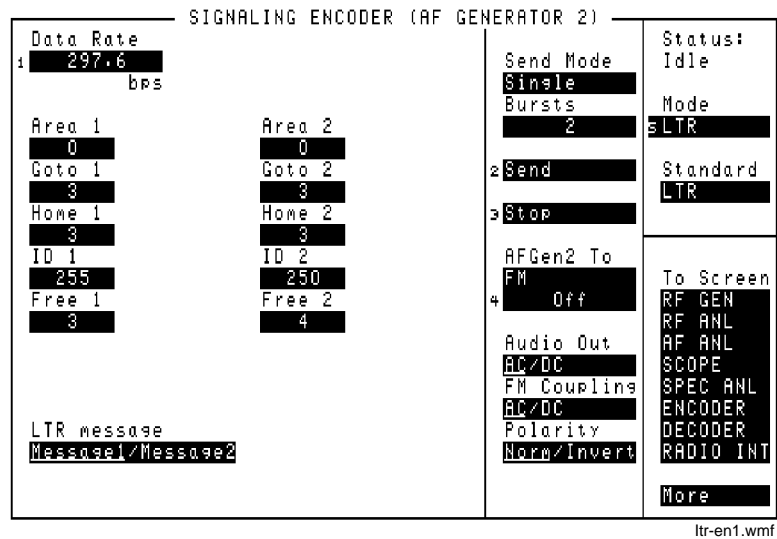 SIGNALING ENCODER (AF GENERATOR 2)
Data Rate
1 297.6
bps
Area 1
0
Goto 1
3
Home 1
3
ID 1
255
Free 1
3
Area 2
0
Goto 2
3
Home 2
3
ID 2
250
Free 2
4
LTR message
Message1/Message2
Send Mode
Single
Bursts
2
2 Send
3 Stop
AFGen2 To
FM
4 Off
Audio Out
AC/DC
FM Coupling
AC/DC
Polarity
Norm/Invert
Status:
Idle
Mode
5 LTR
Standard
LTR
To Screen
RF GEN
RF ANL
AF ANL
SCOPE
SPEC ANL
ENCODER
DECODER
RADIO INT
More
ltr-en1.wmf